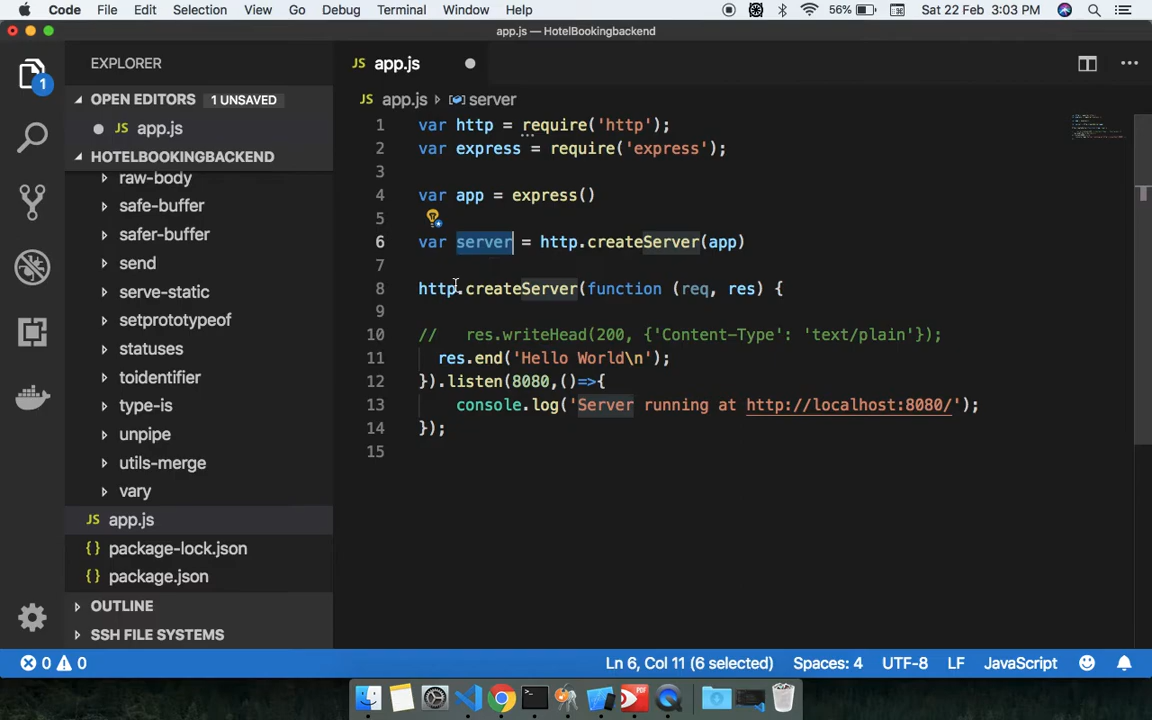 Code File Edit Selection View Go Debug Terminal Window Help 56% Sat 22 Feb 3:03 PM
app.js — HotelBookingbackend
EXPLORER
JS app.js
1
OPEN EDITORS 1 UNSAVED
JS app.js
HOTELBOOKINGBACKEND
raw-body
safe-buffer
safer-buffer
send
serve-static
setprototypeof
statuses
toidentifier
type-is
unpipe
utils-merge
vary
JS app.js
{} package-lock.json
{} package.json
OUTLINE
SSH FILE SYSTEMS
JS app.js server
1 var http = require('http');
2 var express = require('express');
3
4 var app = express()
5
6 var server = http.createServer(app)
7
8 http.createServer(function (req, res) {
9
10 // res.writeHead(200, {'Content-Type': 'text/plain'});
11 res.end('Hello World\n');
12 }).listen(8080,()=>{
13 console.log('Server running at http://localhost:8080/');
14 });
15
0 0 Ln 6, Col 11 (6 selected) Spaces: 4 UTF-8 LF JavaScript
PDF